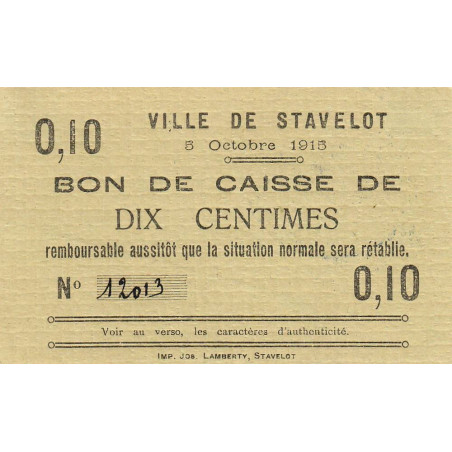 0,10 VILLE DE STAVELOT
5 Octobre 1915
BON DE CAISSE DE
DIX CENTIMES
remboursable aussitôt que la situation normale sera rétablie.
N° 12013 0,10
Voir au verso, les caractères d'authenticité.
IMP. JOS. LAMBERTY, STAVELOT